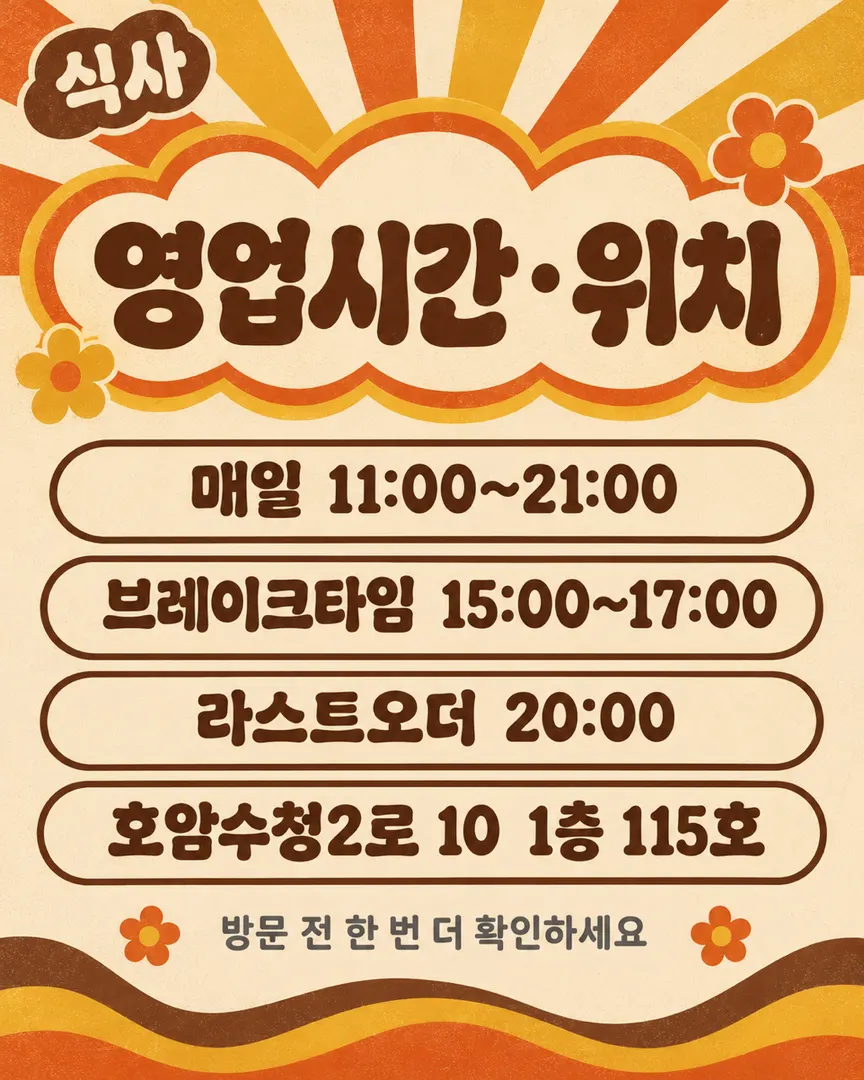 식사
영업시간·위치
매일 11:00~21:00
브레이크타임 15:00~17:00
라스트오더 20:00
호암수청2로 10 1층 115호
방문 전 한 번 더 확인하세요